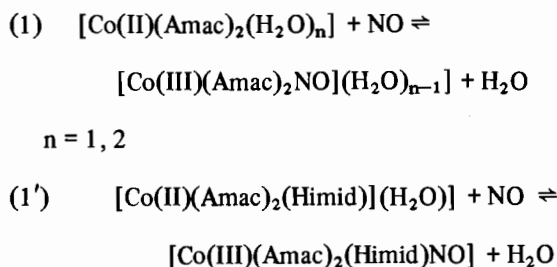 (1) [Co(II)(Amac)₂(H₂O)ₙ] + NO ⇌
[Co(III)(Amac)₂NO](H₂O)ₙ₋₁] + H₂O
n = 1, 2
(1′) [Co(II)(Amac)₂(Himid)](H₂O)] + NO ⇌
[Co(III)(Amac)₂(Himid)NO] + H₂O